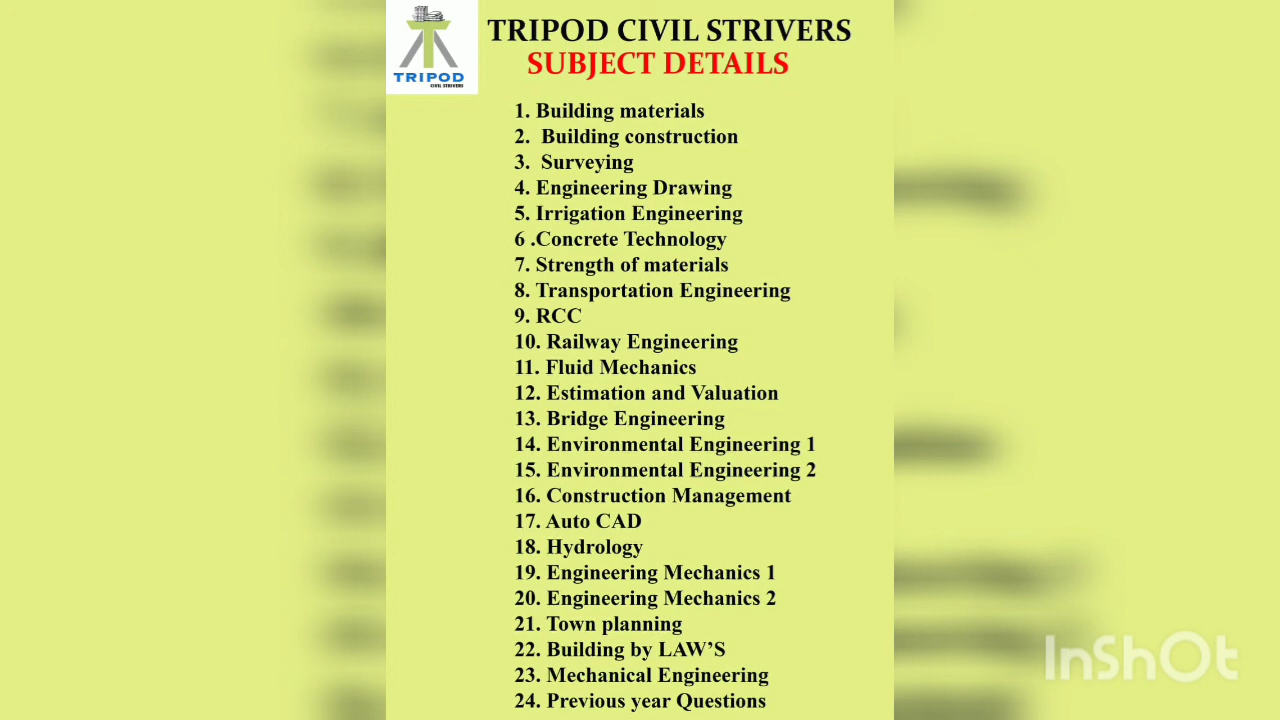 TRIPOD CIVIL STRIVERS
SUBJECT DETAILS
TRIPOD
CIVIL STRIVERS
1. Building materials
2. Building construction
3. Surveying
4. Engineering Drawing
5. Irrigation Engineering
6 .Concrete Technology
7. Strength of materials
8. Transportation Engineering
9. RCC
10. Railway Engineering
11. Fluid Mechanics
12. Estimation and Valuation
13. Bridge Engineering
14. Environmental Engineering 1
15. Environmental Engineering 2
16. Construction Management
17. Auto CAD
18. Hydrology
19. Engineering Mechanics 1
20. Engineering Mechanics 2
21. Town planning
22. Building by LAW’S
23. Mechanical Engineering
24. Previous year Questions
InShOt